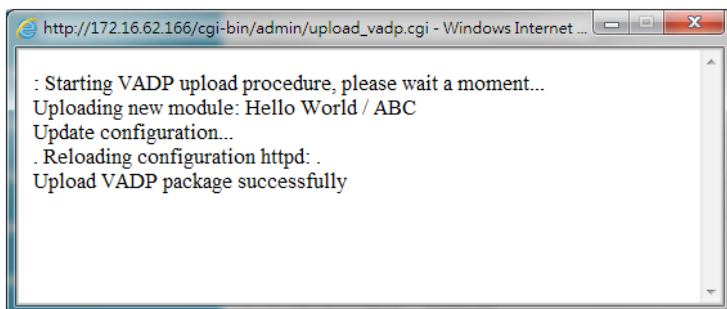 http://172.16.62.166/cgi-bin/admin/upload_vadp.cgi - Windows Internet ...
: Starting VADP upload procedure, please wait a moment...
Uploading new module: Hello World / ABC
Update configuration...
. Reloading configuration httpd: .
Upload VADP package successfully